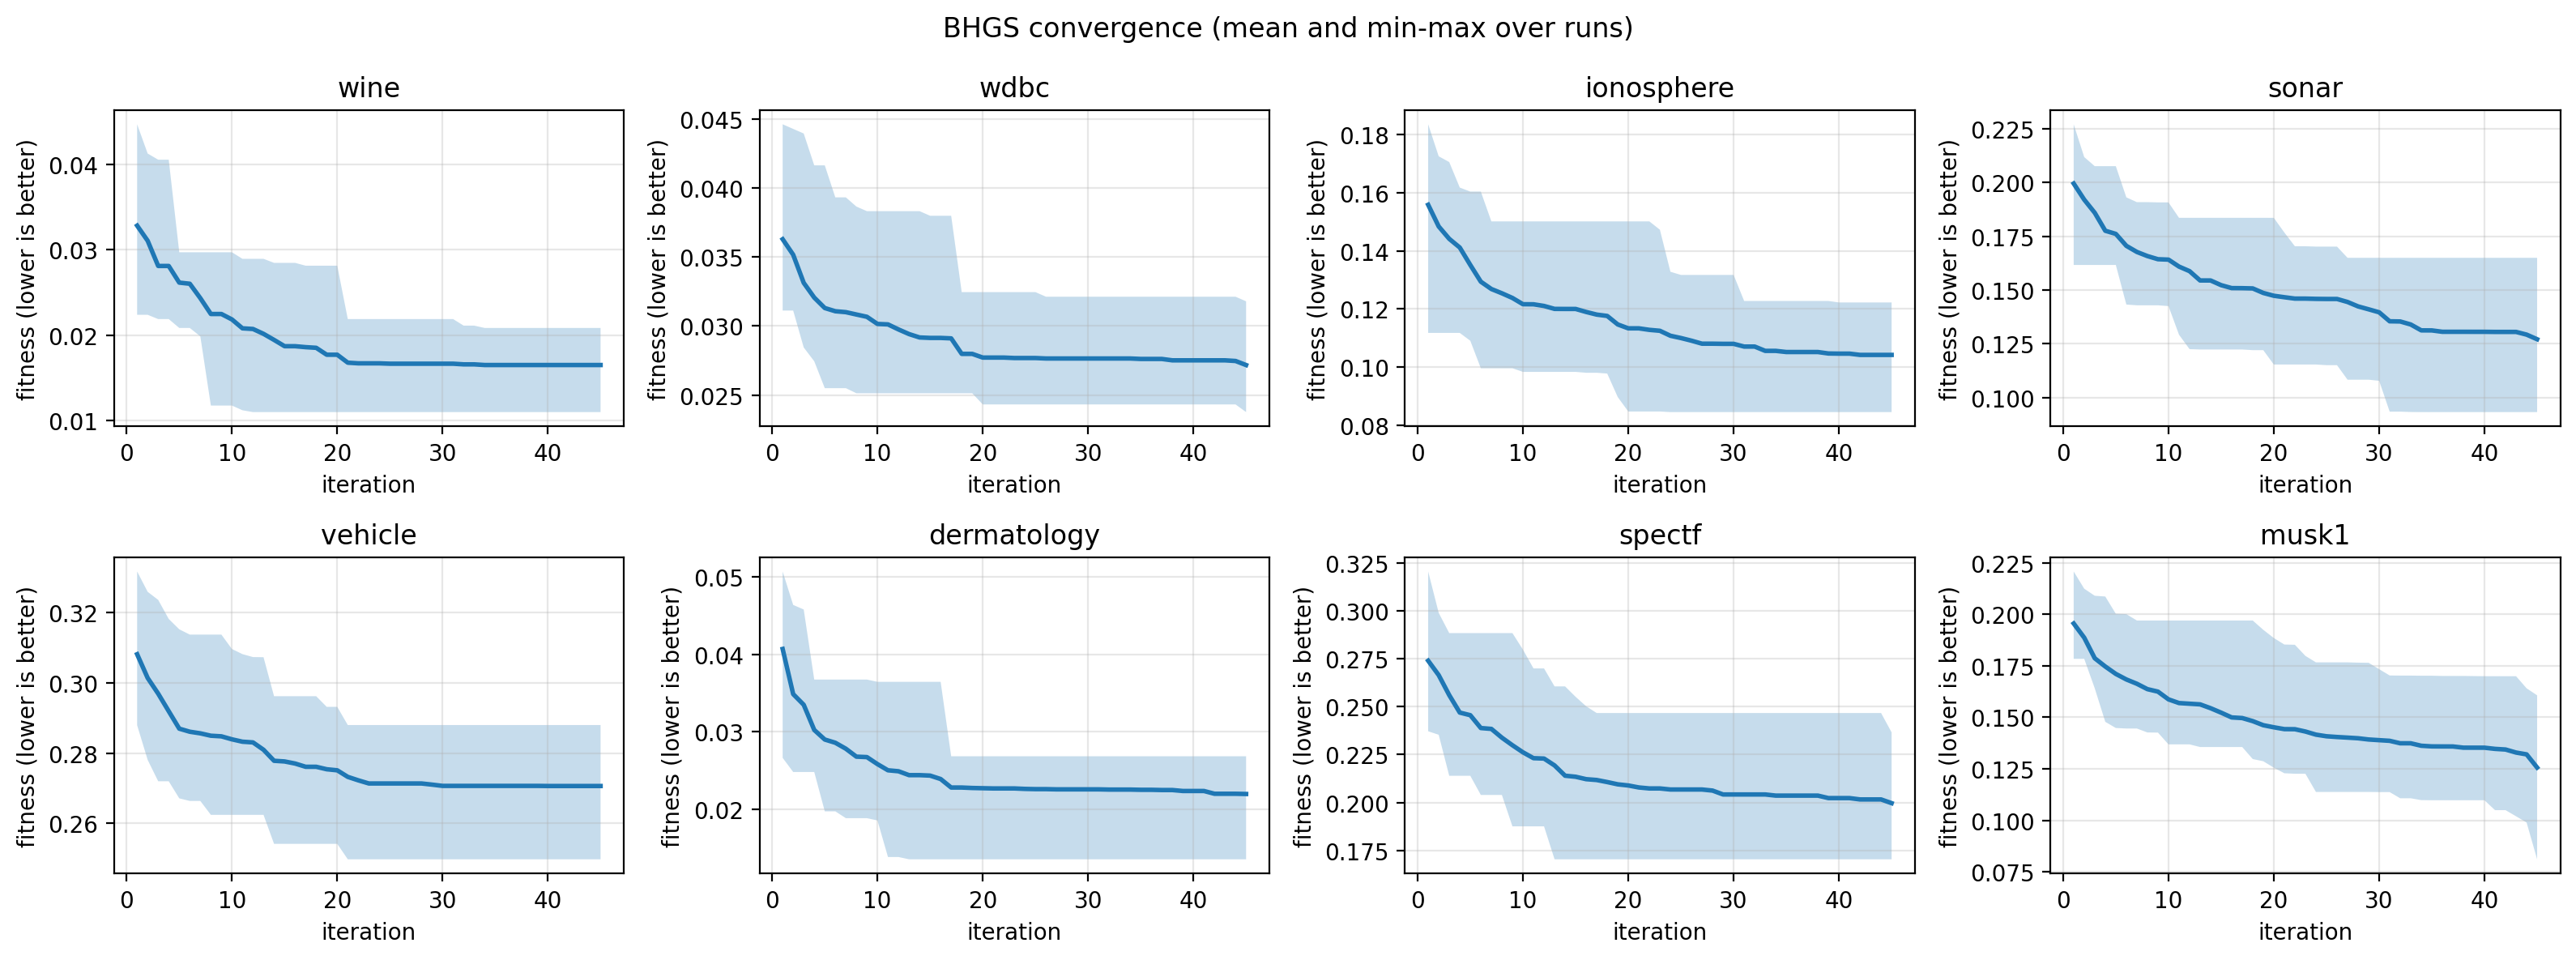 BHGS convergence (mean and min-max over runs)
wine
fitness (lower is better)
0.04
0.03
0.02
0.01
0 10 20 30 40
iteration
wdbc
fitness (lower is better)
0.045
0.040
0.035
0.030
0.025
0 10 20 30 40
iteration
ionosphere
fitness (lower is better)
0.18
0.16
0.14
0.12
0.10
0.08
0 10 20 30 40
iteration
sonar
fitness (lower is better)
0.225
0.200
0.175
0.150
0.125
0.100
0 10 20 30 40
iteration
vehicle
fitness (lower is better)
0.32
0.30
0.28
0.26
0 10 20 30 40
iteration
dermatology
fitness (lower is better)
0.05
0.04
0.03
0.02
0 10 20 30 40
iteration
spectf
fitness (lower is better)
0.325
0.300
0.275
0.250
0.225
0.200
0.175
0 10 20 30 40
iteration
musk1
fitness (lower is better)
0.225
0.200
0.175
0.150
0.125
0.100
0.075
0 10 20 30 40
iteration